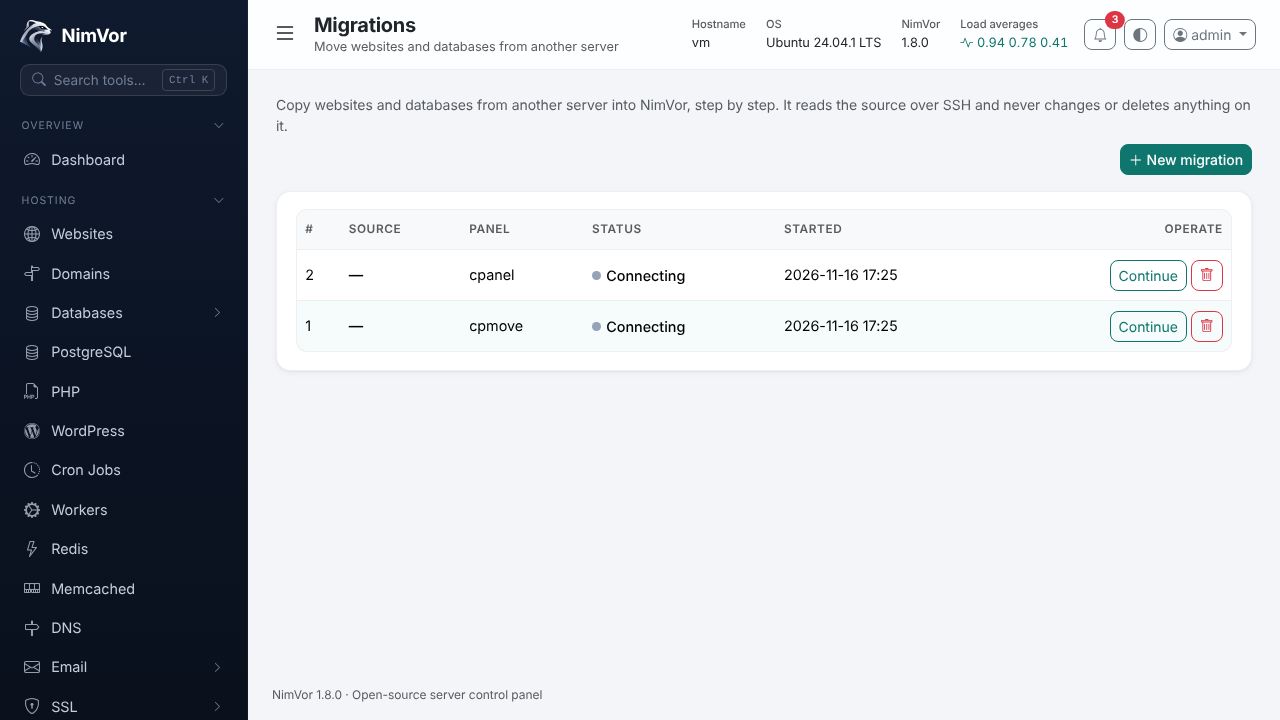 NimVor
Search tools...
Ctrl K
OVERVIEW
Dashboard
HOSTING
Websites
Domains
Databases
PostgreSQL
PHP
WordPress
Cron Jobs
Workers
Redis
Memcached
DNS
Email
SSL
Migrations
Move websites and databases from another server
Hostname
vm
OS
Ubuntu 24.04.1 LTS
NimVor
1.8.0
Load averages
0.94 0.78 0.41
3
admin
Copy websites and databases from another server into NimVor, step by step. It reads the source over SSH and never changes or deletes anything on
it.
New migration
# SOURCE PANEL STATUS STARTED OPERATE
2 — cpanel Connecting 2026-11-16 17:25 Continue
1 — cpmove Connecting 2026-11-16 17:25 Continue
NimVor 1.8.0 · Open-source server control panel